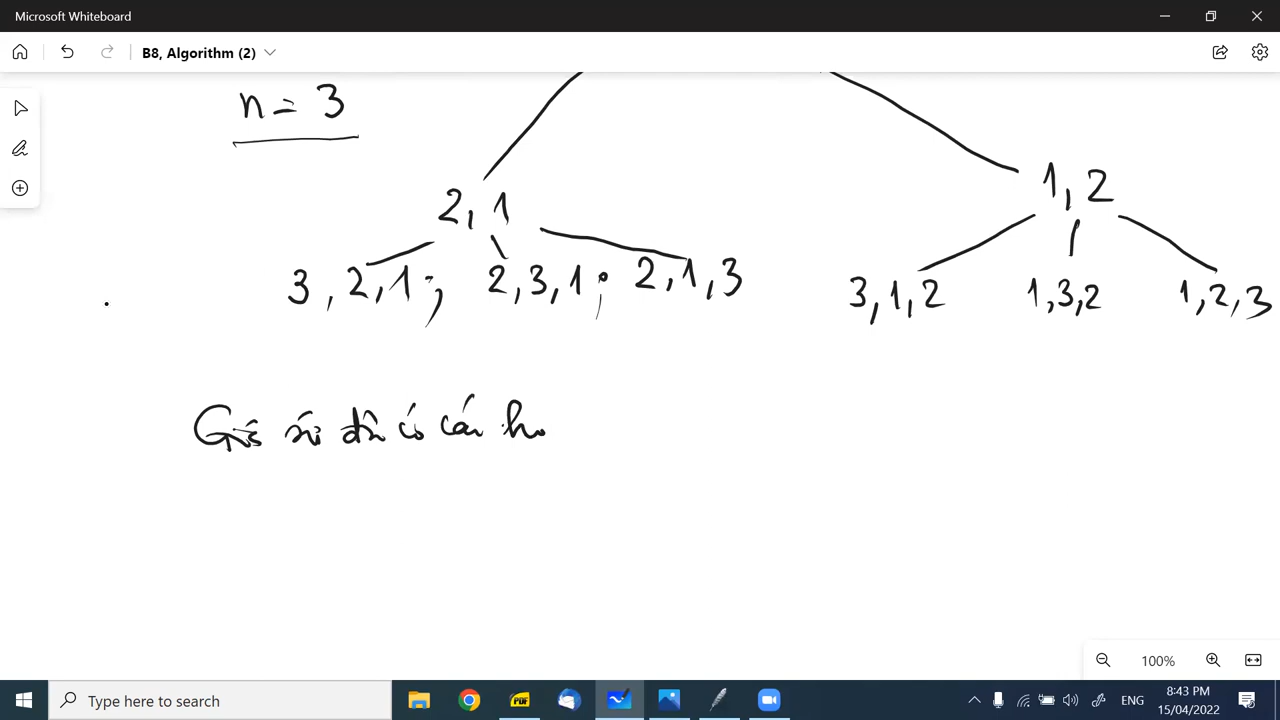 Microsoft Whiteboard
B8, Algorithm (2)
n = 3
2, 1
1, 2
3, 2, 1 ; 2, 3, 1 ; 2, 1, 3
3, 1, 2 1, 3, 2 1, 2, 3
Giả sử đã có các ho
100%
Type here to search
PDF
ENG
8:43 PM
15/04/2022